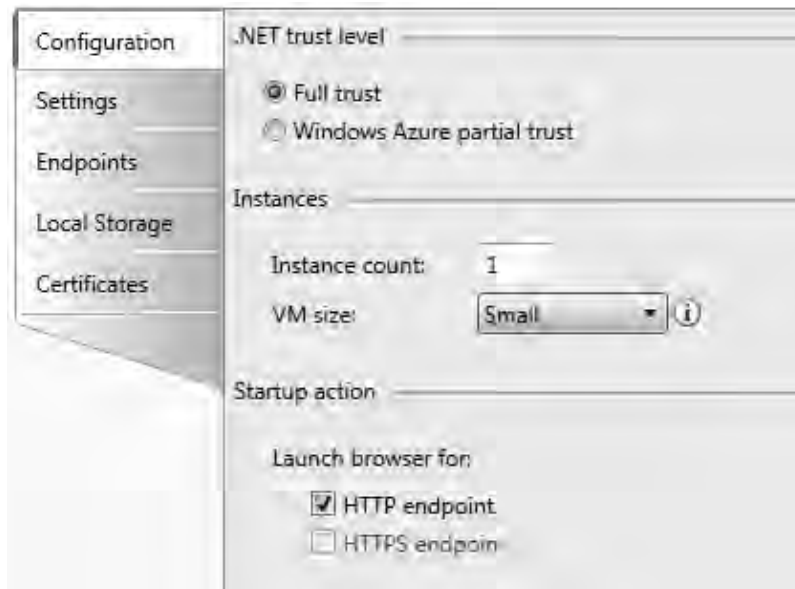 Configuration
Settings
Endpoints
Local Storage
Certificates
.NET trust level
Full trust
Windows Azure partial trust
Instances
Instance count: 1
VM size: Small
Startup action
Launch browser for:
HTTP endpoint
HTTPS endpoin